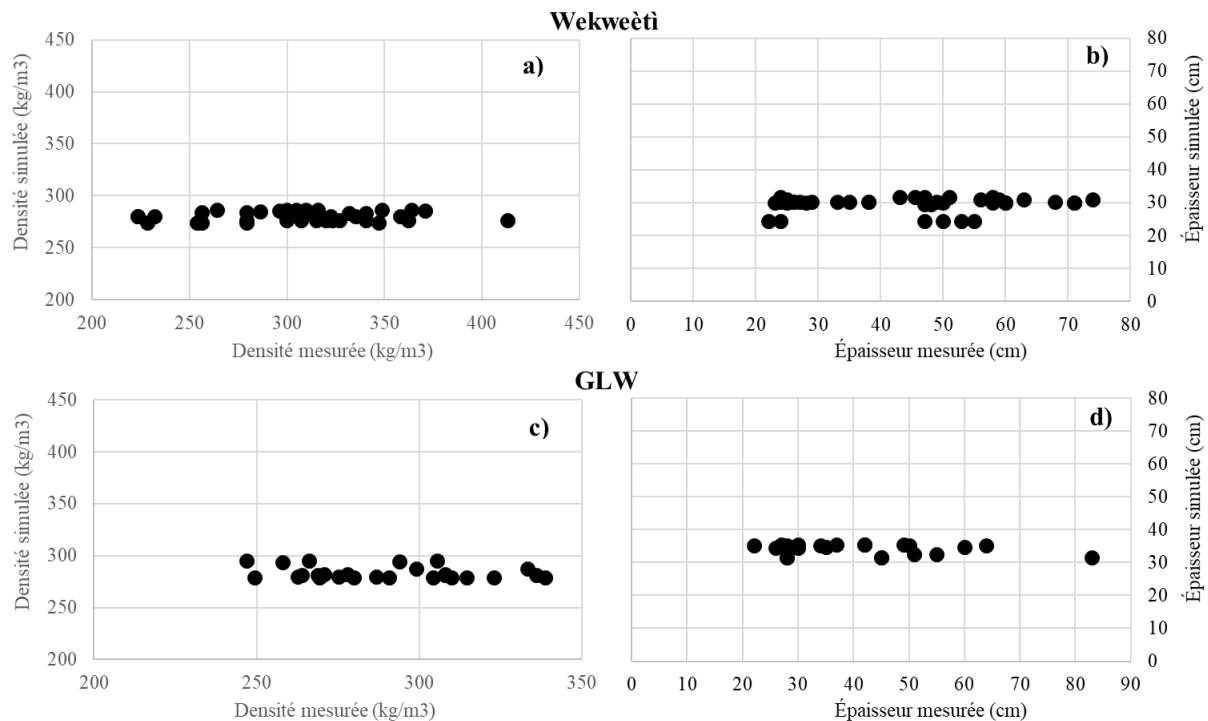 Wekweètì
a)
Densité simulée (kg/m3)
450
400
350
300
250
200
200 250 300 350 400 450
Densité mesurée (kg/m3)
b)
80
70
60
50
40
30
20
10
0
Épaisseur simulée (cm)
0 10 20 30 40 50 60 70 80
Épaisseur mesurée (cm)
GLW
c)
Densité simulée (kg/m3)
450
400
350
300
250
200
200 250 300 350
Densité mesurée (kg/m3)
d)
80
70
60
50
40
30
20
10
0
Épaisseur simulée (cm)
0 10 20 30 40 50 60 70 80 90
Épaisseur mesurée (cm)